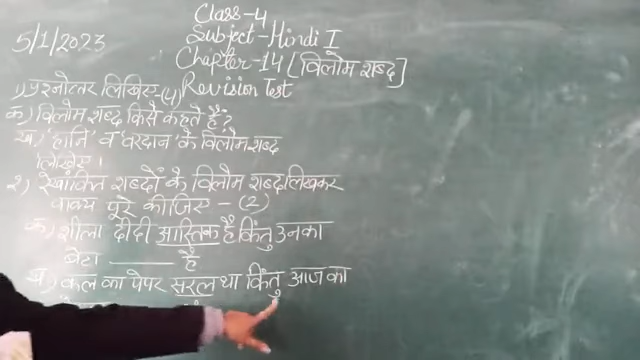 Class-4
5/1/2023
Subject-Hindi I
Chapter-14 [विलोम शब्द]
Revision Test
1) प्रश्नोत्तर लिखिए-(4)
क) विलोम शब्द किसे कहते हैं?
ख) 'हानि' व 'वरदान' के विलोम शब्द
लिखिए।
2) रेखांकित शब्दों के विलोम शब्द लिखकर
वाक्य पूरे कीजिए - (2)
क) शीला दीदी आस्तिक है किंतु उनका
बेटा ______ है
ख) कल का पेपर सरल था किंतु आज का